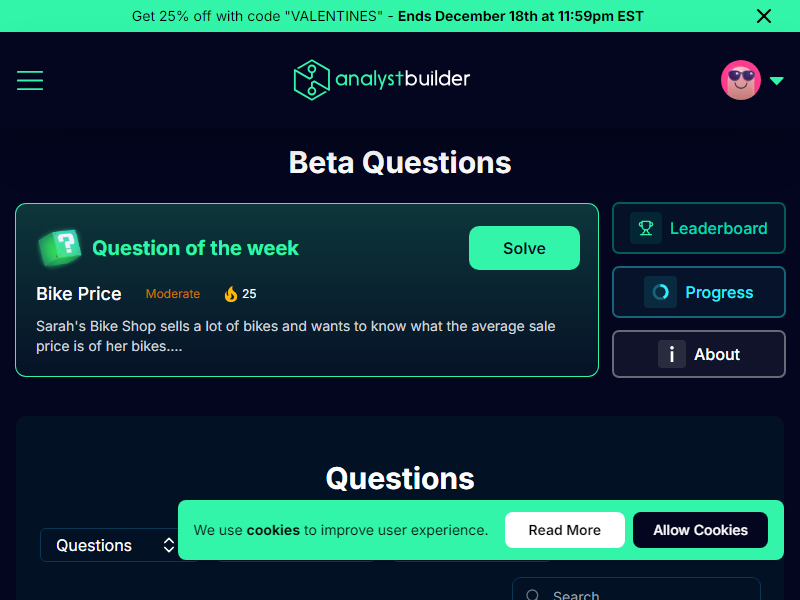 Get 25% off with code "VALENTINES" - Ends December 18th at 11:59pm EST
analystbuilder
Beta Questions
Question of the week
Solve
Bike Price
Moderate
25
Sarah's Bike Shop sells a lot of bikes and wants to know what the average sale
price is of her bikes....
Leaderboard
Progress
About
Questions
We use cookies to improve user experience.
Read More
Allow Cookies
Questions
Search